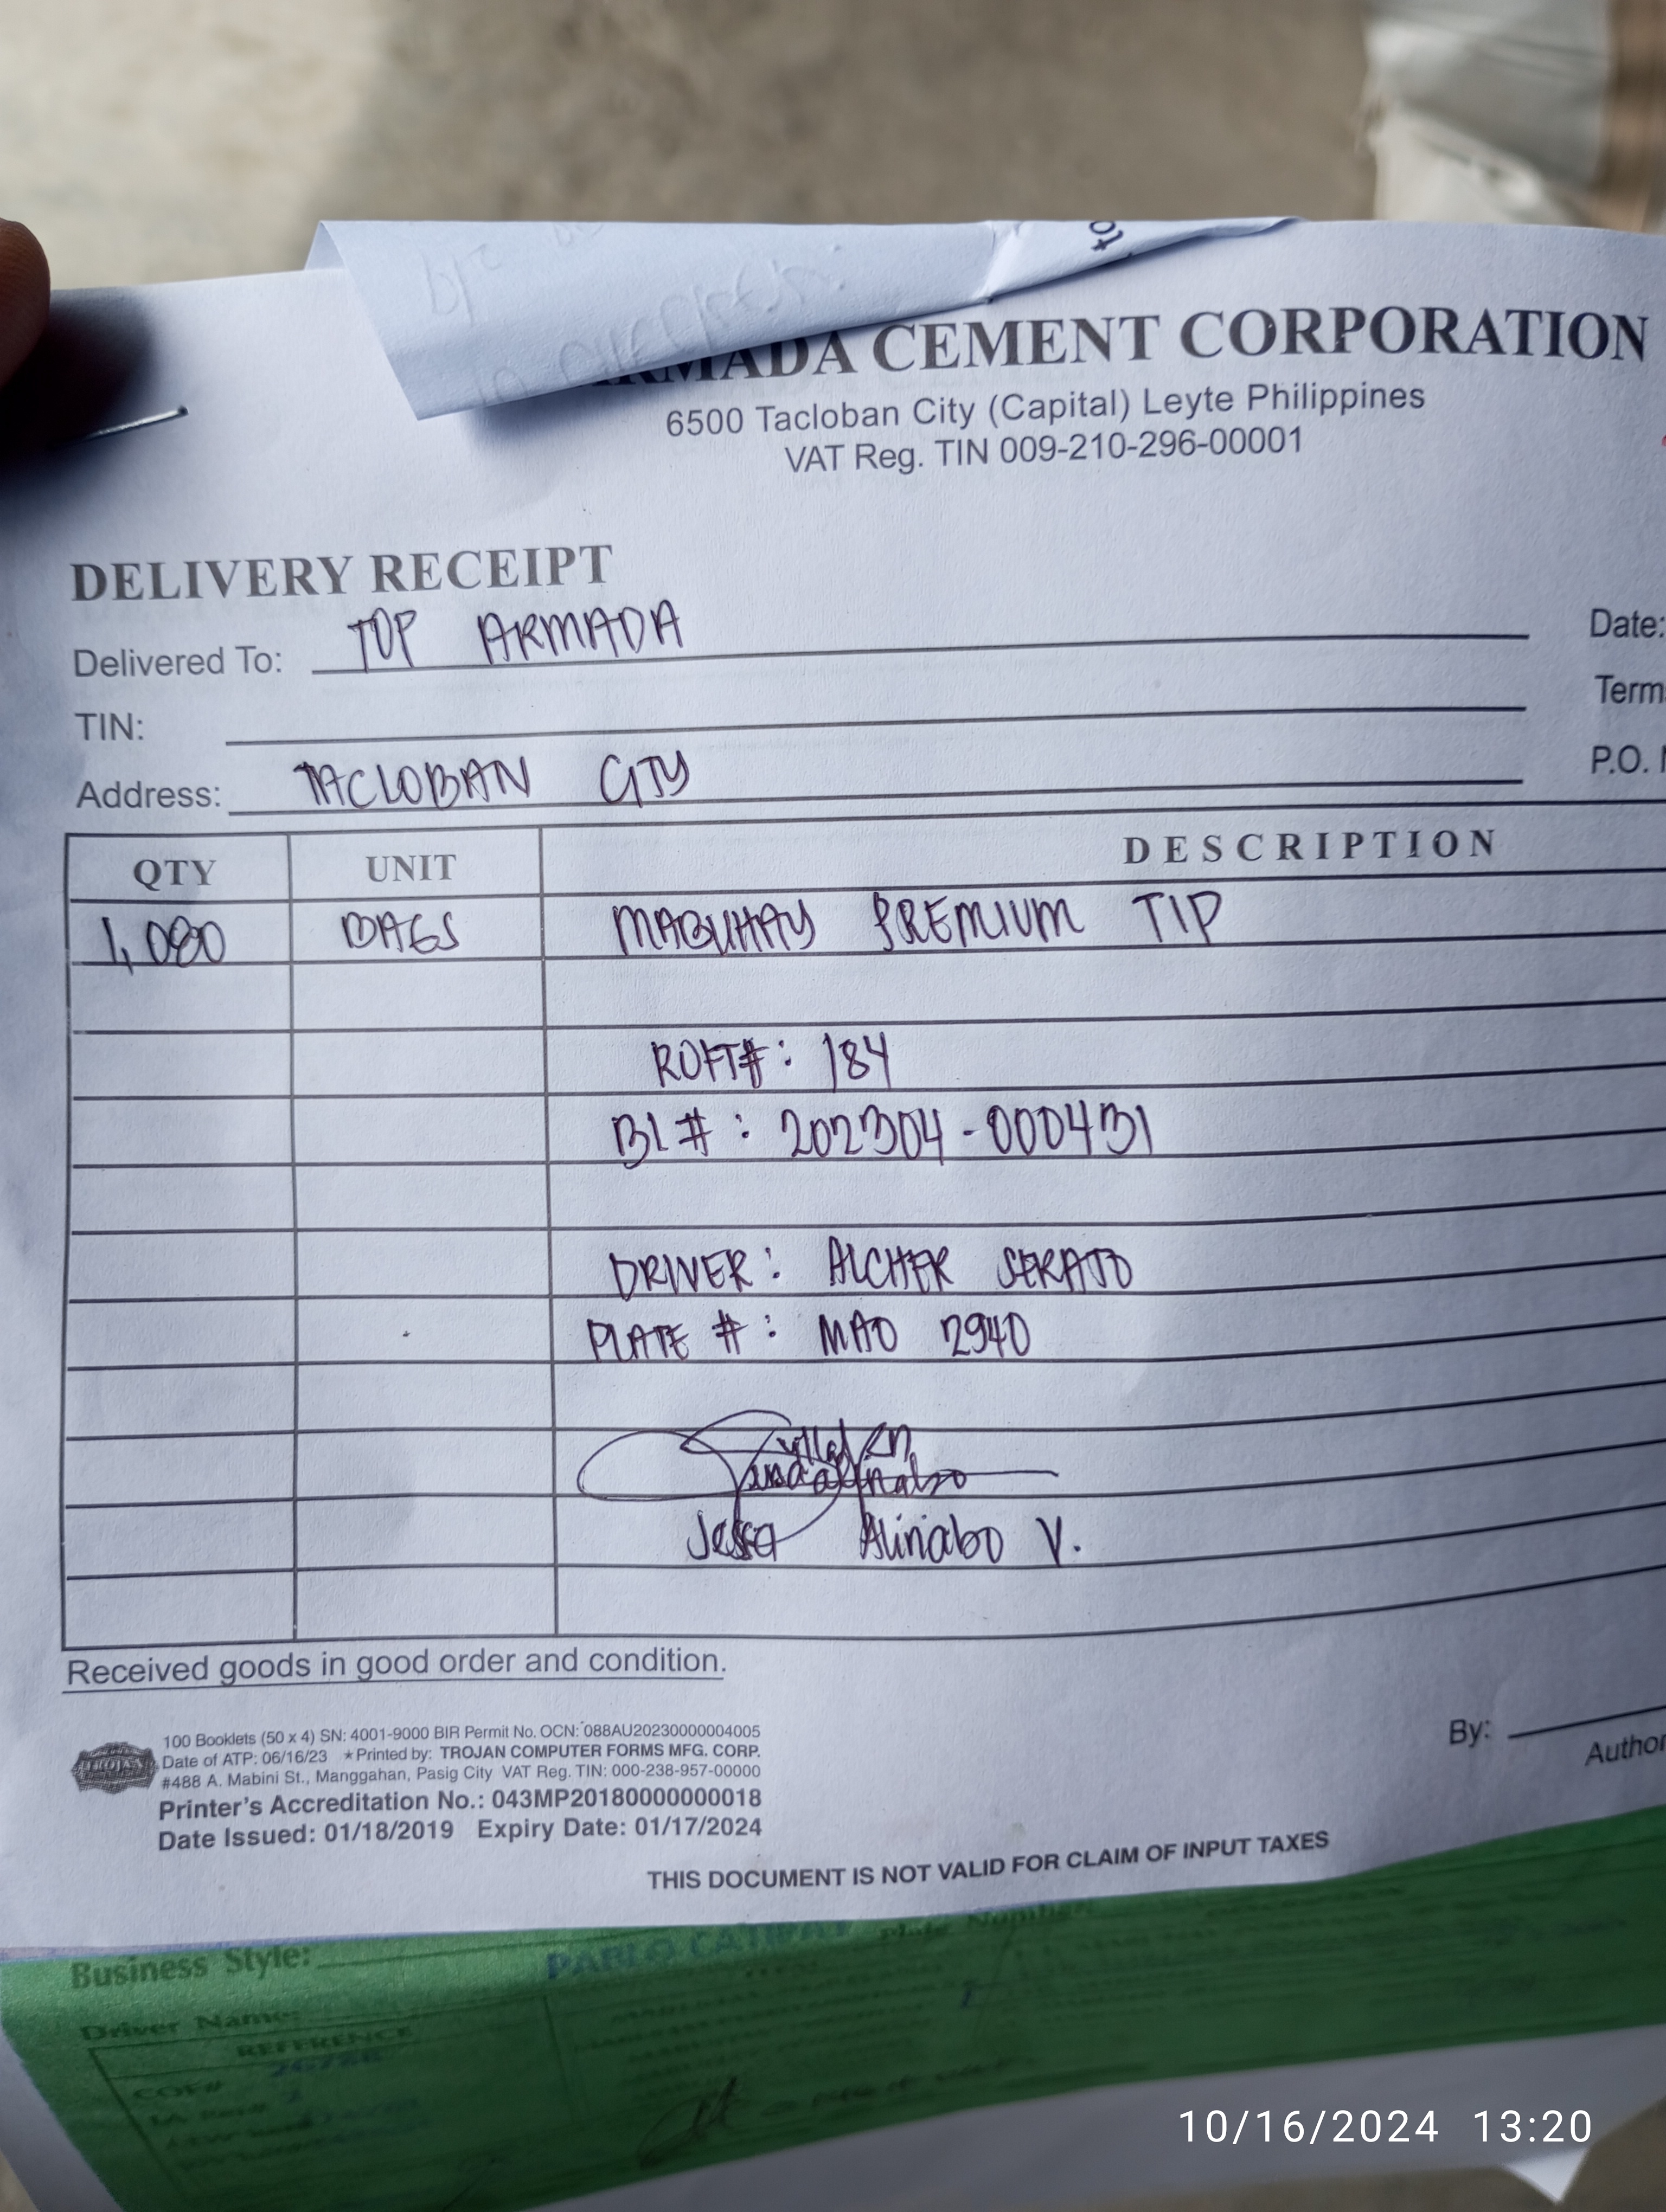 ARMADA CEMENT CORPORATION
6500 Tacloban City (Capital) Leyte Philippines
VAT Reg. TIN 009-210-296-00001
DELIVERY RECEIPT
Delivered To: TOP ARMADA
Date:
TIN:
Term
Address: TACLOBAN CITY
P.O.
QTY UNIT DESCRIPTION
1,080 BAGS MABUHAY PREMIUM TIP
ROFT#: 184
BL#: 202304-000431
DRIVER: ALCHER SERATO
PLATE #: MAO 2940
Jessa Alinabo V.
Received goods in good order and condition.
100 Booklets (50 x 4) SN: 4001-9000 BIR Permit No. OCN: 088AU20230000004005
Date of ATP: 06/16/23 ★ Printed by: TROJAN COMPUTER FORMS MFG. CORP.
#488 A. Mabini St., Manggahan, Pasig City VAT Reg. TIN: 000-238-957-00000
Printer's Accreditation No.: 043MP20180000000018
Date Issued: 01/18/2019 Expiry Date: 01/17/2024
By:
Author
THIS DOCUMENT IS NOT VALID FOR CLAIM OF INPUT TAXES
Business Style:
Driver Name:
REFERENCE
10/16/2024 13:20